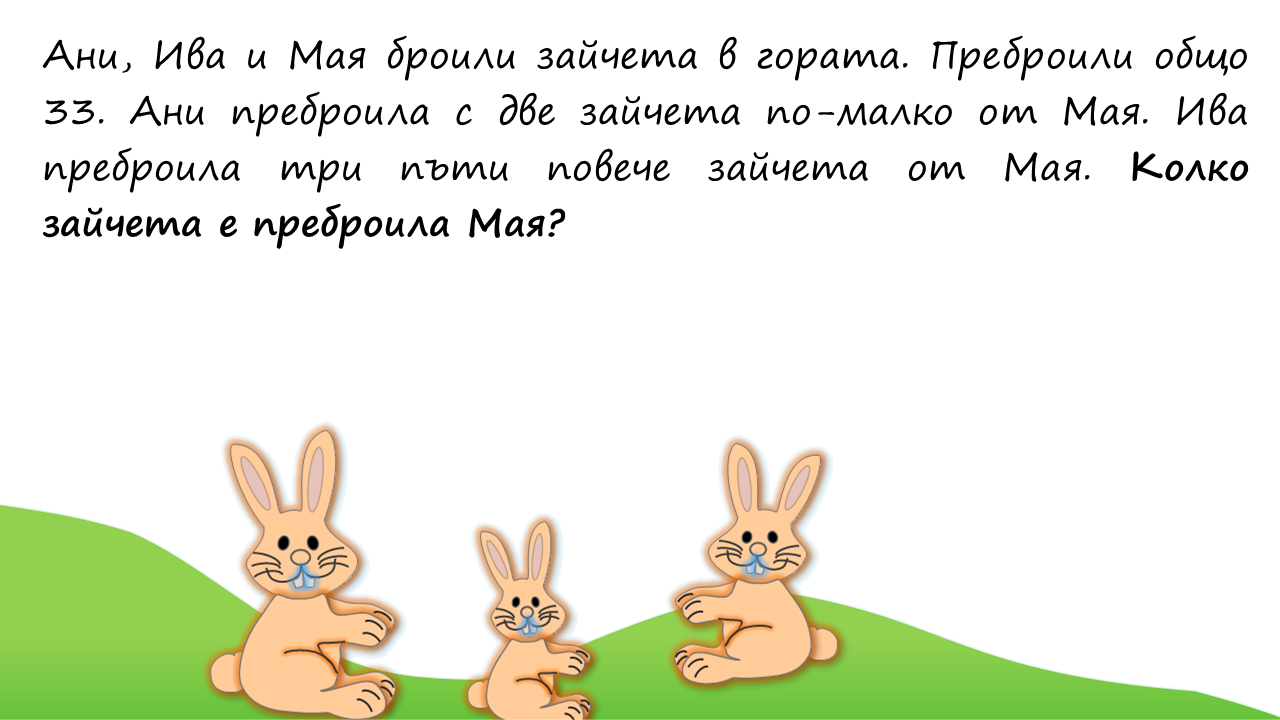 Ани, Ива и Мая броили зайчета в гората. Преброили общо
33. Ани преброила с две зайчета по-малко от Мая. Ива
преброила три пъти повече зайчета от Мая. Колко
зайчета е преброила Мая?